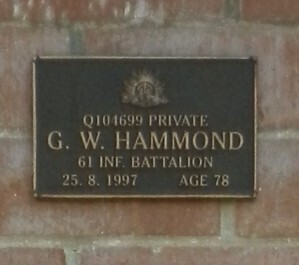 Q104699 PRIVATE
G. W. HAMMOND
61 INF. BATTALION
25. 8. 1997 AGE 78